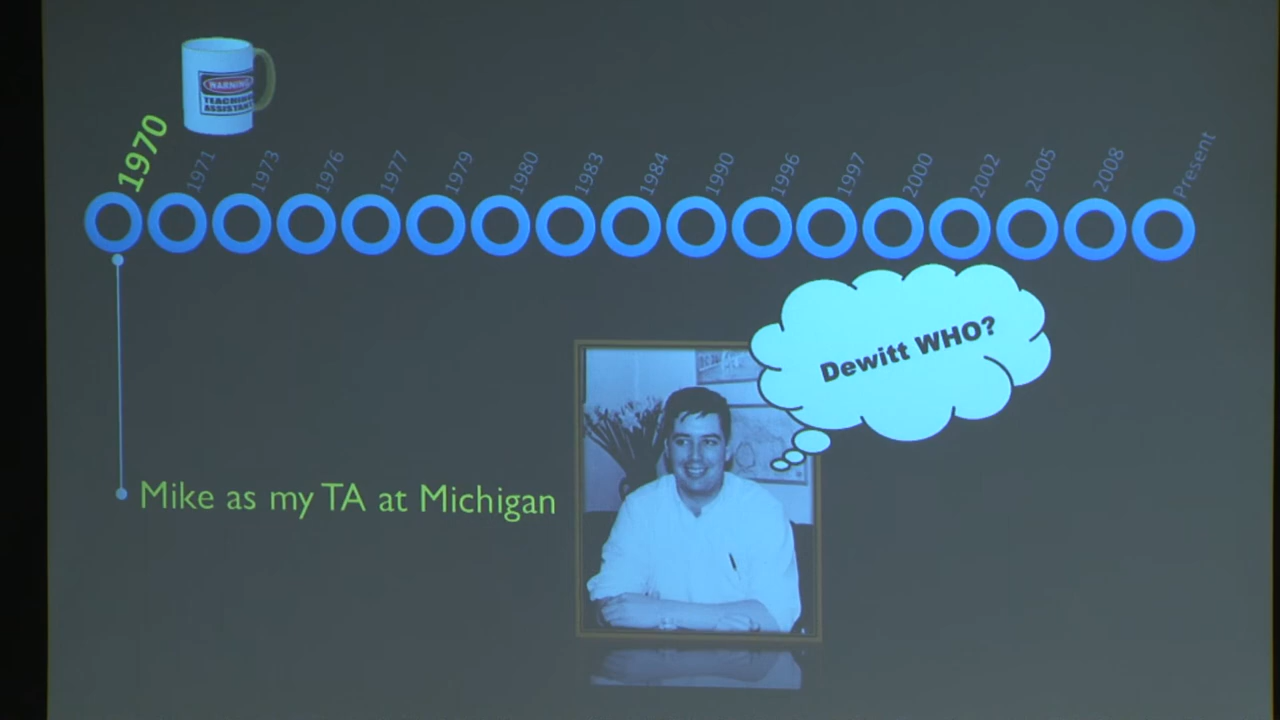 WARNING
TEACHING
ASSISTANT
1970
1971
1973
1976
1977
1979
1980
1983
1984
1990
1996
1997
2000
2002
2005
2008
Present
Dewitt WHO?
Mike as my TA at Michigan